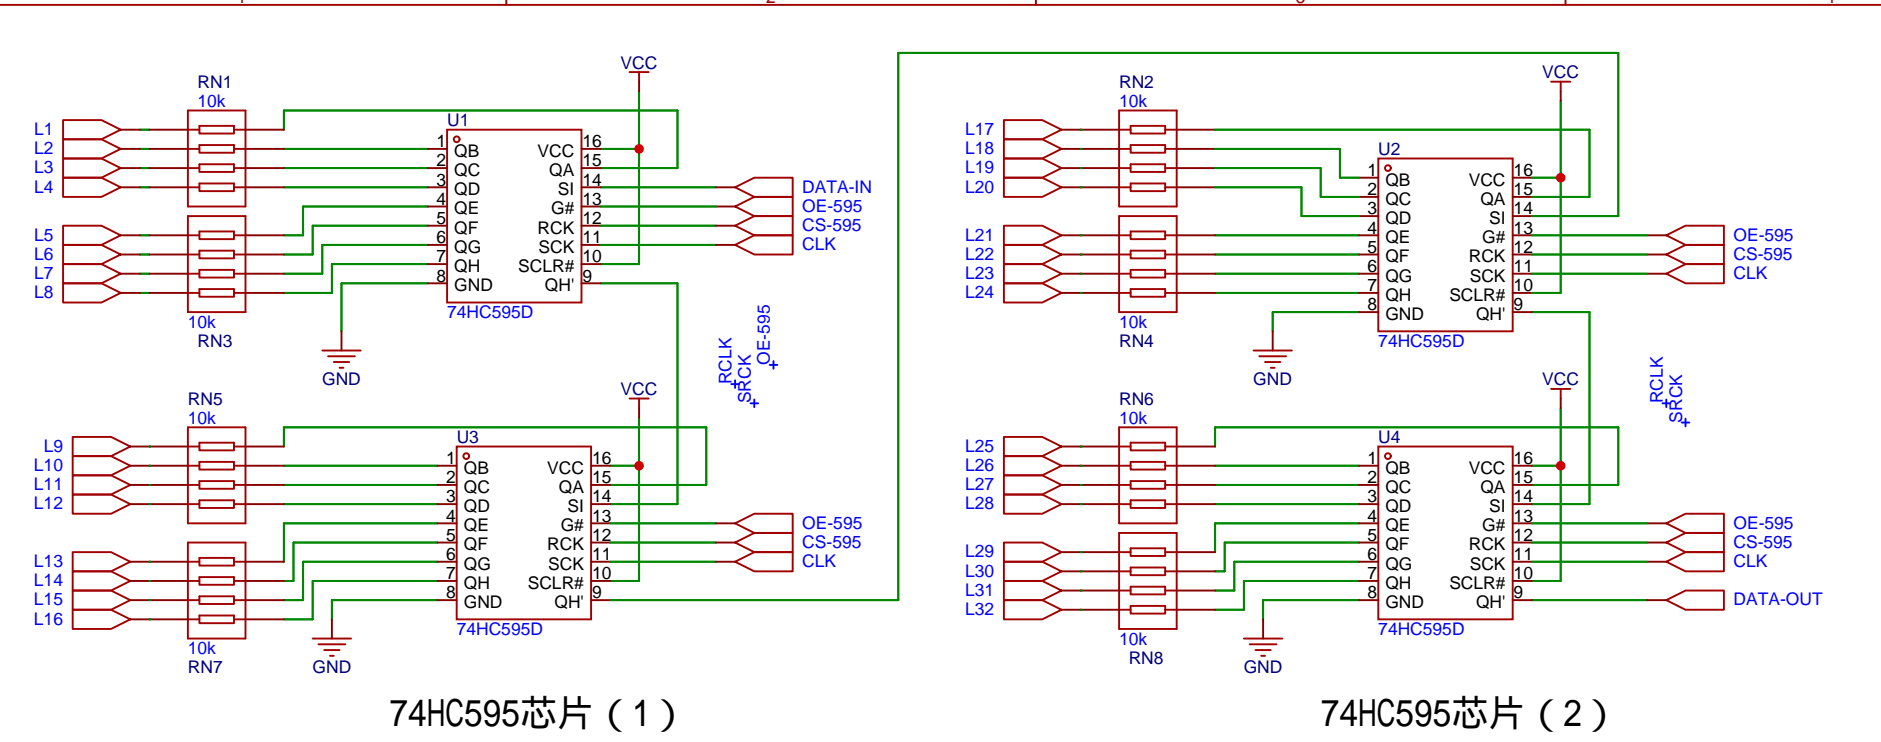 RN1
10k
L1
L2
L3
L4
L5
L6
L7
L8
10k
RN3
U1
1 QB
2 QC
3 QD
4 QE
5 QF
6 QG
7 QH
8 GND
VCC 16
QA 15
SI 14
G# 13
RCK 12
SCK 11
SCLR# 10
QH' 9
74HC595D
VCC
GND
DATA-IN
OE-595
CS-595
CLK
RCLK
SRCK
OE-595
RN5
10k
L9
L10
L11
L12
L13
L14
L15
L16
10k
RN7
U3
1 QB
2 QC
3 QD
4 QE
5 QF
6 QG
7 QH
8 GND
VCC 16
QA 15
SI 14
G# 13
RCK 12
SCK 11
SCLR# 10
QH' 9
74HC595D
VCC
GND
OE-595
CS-595
CLK
74HC595芯片（1）
RN2
10k
L17
L18
L19
L20
L21
L22
L23
L24
10k
RN4
U2
1 QB
2 QC
3 QD
4 QE
5 QF
6 QG
7 QH
8 GND
VCC 16
QA 15
SI 14
G# 13
RCK 12
SCK 11
SCLR# 10
QH' 9
74HC595D
VCC
GND
OE-595
CS-595
CLK
RCLK
SRCK
RN6
10k
L25
L26
L27
L28
L29
L30
L31
L32
10k
RN8
U4
1 QB
2 QC
3 QD
4 QE
5 QF
6 QG
7 QH
8 GND
VCC 16
QA 15
SI 14
G# 13
RCK 12
SCK 11
SCLR# 10
QH' 9
74HC595D
VCC
GND
OE-595
CS-595
CLK
DATA-OUT
74HC595芯片（2）